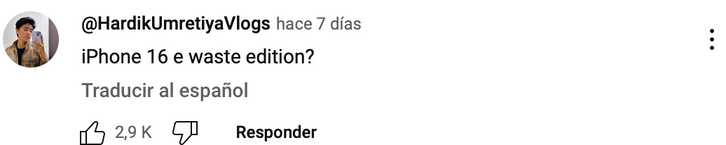 @HardikUmretiyaVlogs hace 7 días
iPhone 16 e waste edition?
Traducir al español
2,9 K Responder